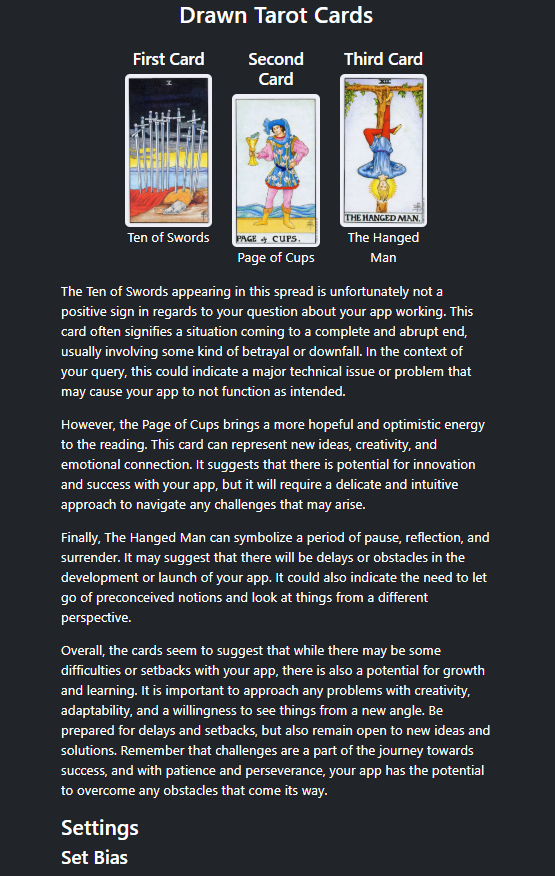 Drawn Tarot Cards
First Card
Second
Card
Third Card
X
XII
THE HANGED MAN.
PAGE of CUPS.
Ten of Swords
Page of Cups
The Hanged
Man
The Ten of Swords appearing in this spread is unfortunately not a
positive sign in regards to your question about your app working. This
card often signifies a situation coming to a complete and abrupt end,
usually involving some kind of betrayal or downfall. In the context of
your query, this could indicate a major technical issue or problem that
may cause your app to not function as intended.
However, the Page of Cups brings a more hopeful and optimistic energy
to the reading. This card can represent new ideas, creativity, and
emotional connection. It suggests that there is potential for innovation
and success with your app, but it will require a delicate and intuitive
approach to navigate any challenges that may arise.
Finally, The Hanged Man can symbolize a period of pause, reflection, and
surrender. It may suggest that there will be delays or obstacles in the
development or launch of your app. It could also indicate the need to let
go of preconceived notions and look at things from a different
perspective.
Overall, the cards seem to suggest that while there may be some
difficulties or setbacks with your app, there is also a potential for growth
and learning. It is important to approach any problems with creativity,
adaptability, and a willingness to see things from a new angle. Be
prepared for delays and setbacks, but also remain open to new ideas and
solutions. Remember that challenges are a part of the journey towards
success, and with patience and perseverance, your app has the potential
to overcome any obstacles that come its way.
Settings
Set Bias